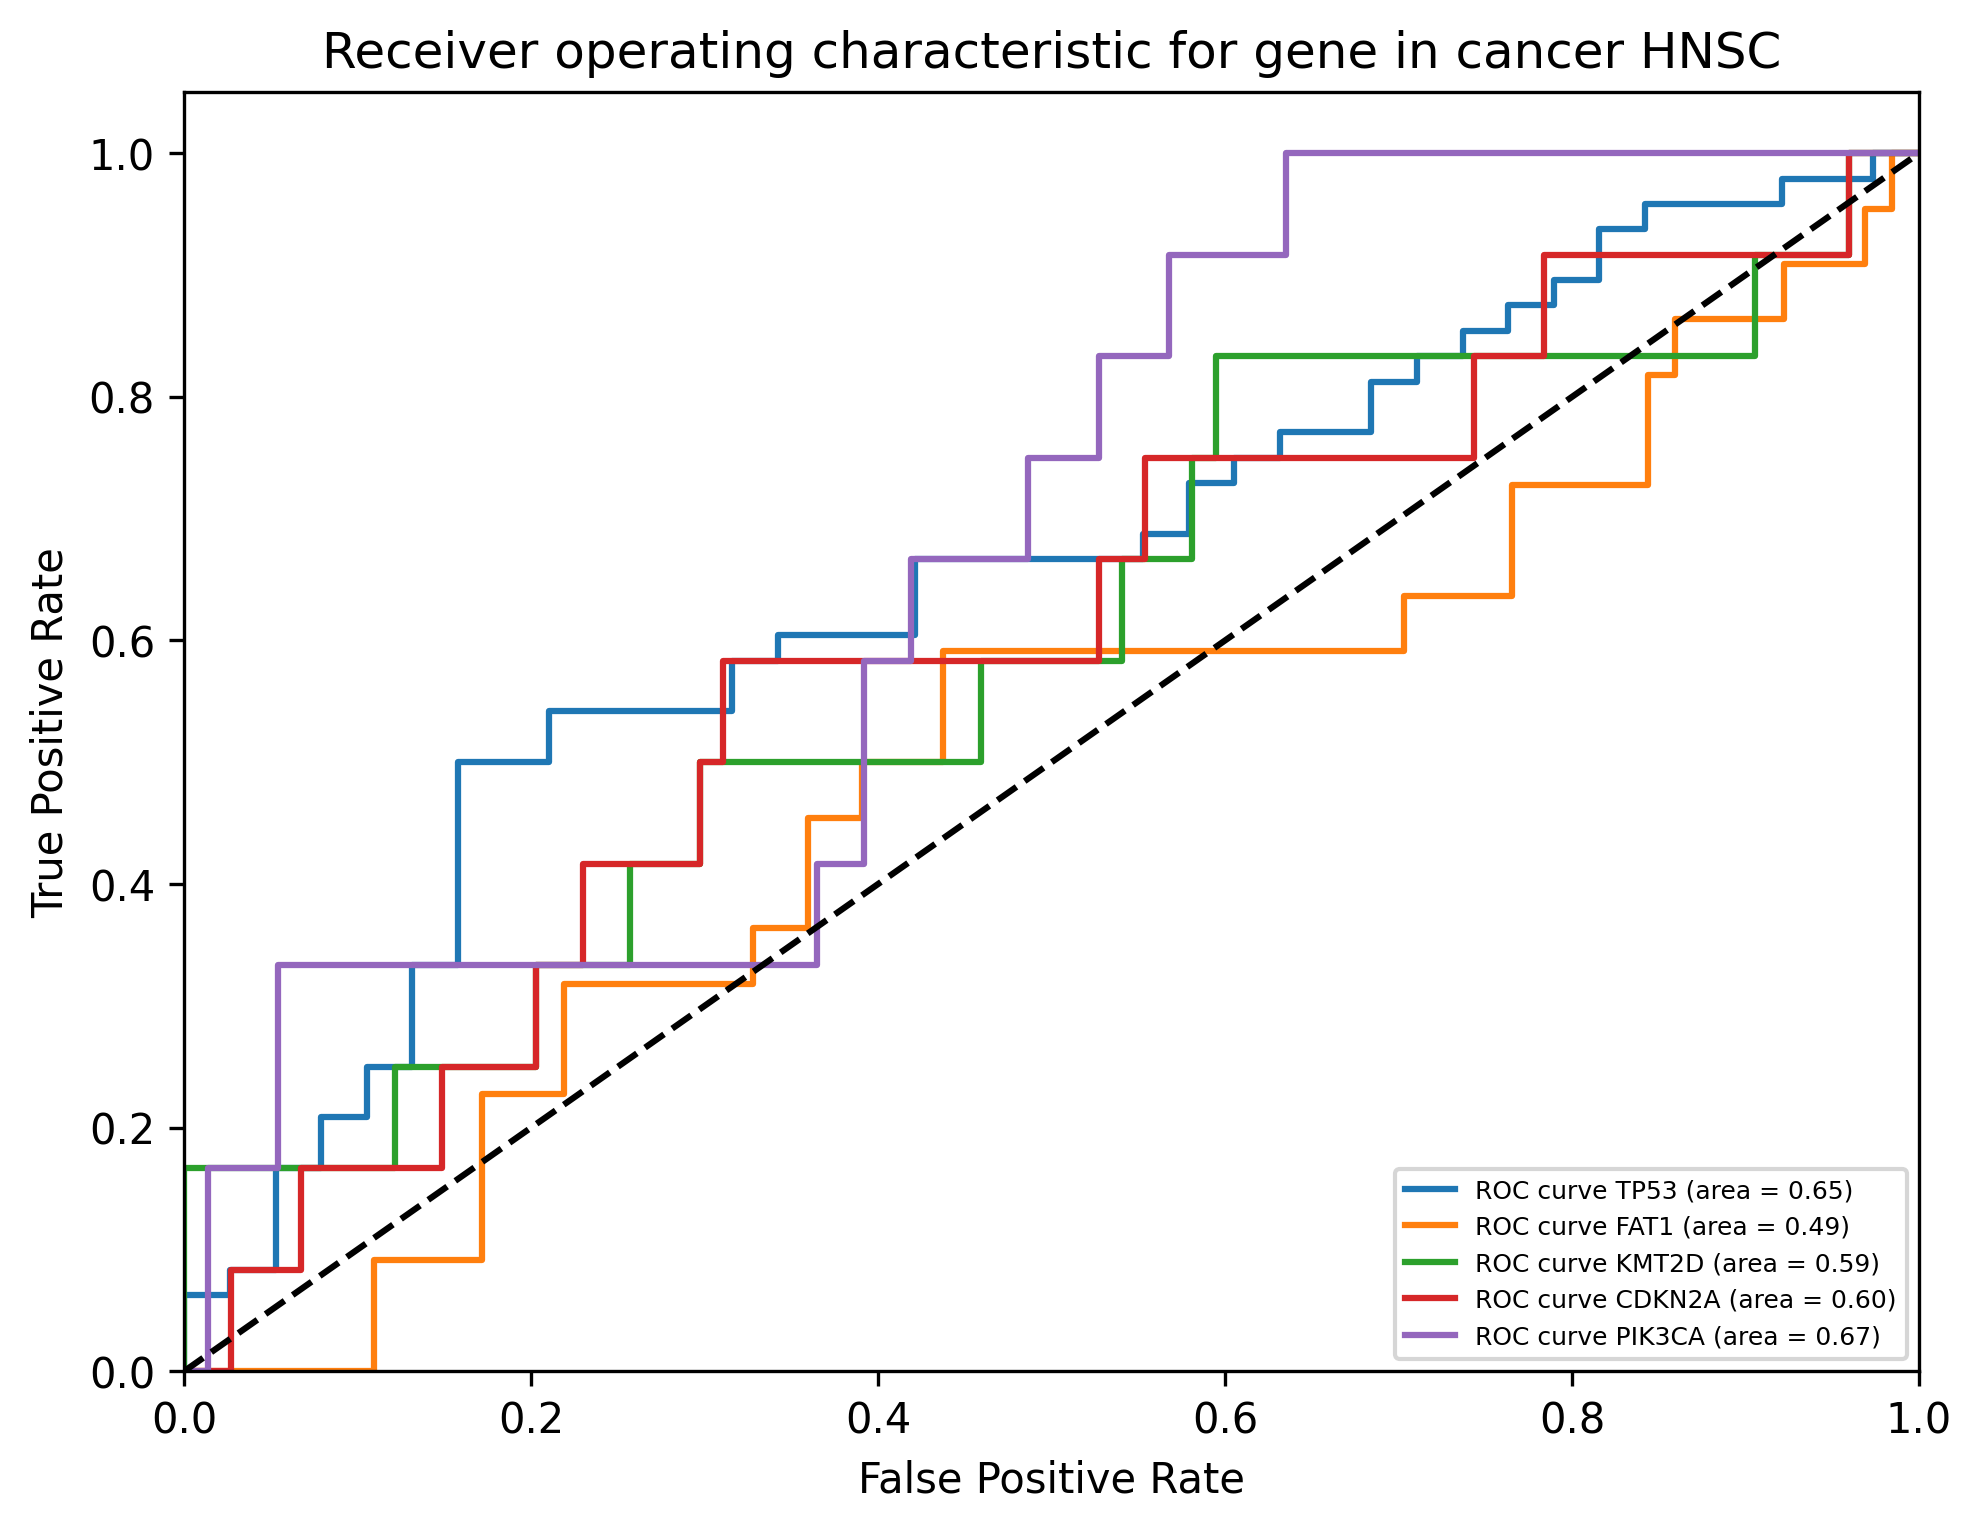 Receiver operating characteristic for gene in cancer HNSC
True Positive Rate
1.0
0.8
0.6
0.4
0.2
0.0
0.0 0.2 0.4 0.6 0.8 1.0
False Positive Rate
ROC curve TP53 (area = 0.65)
ROC curve FAT1 (area = 0.49)
ROC curve KMT2D (area = 0.59)
ROC curve CDKN2A (area = 0.60)
ROC curve PIK3CA (area = 0.67)